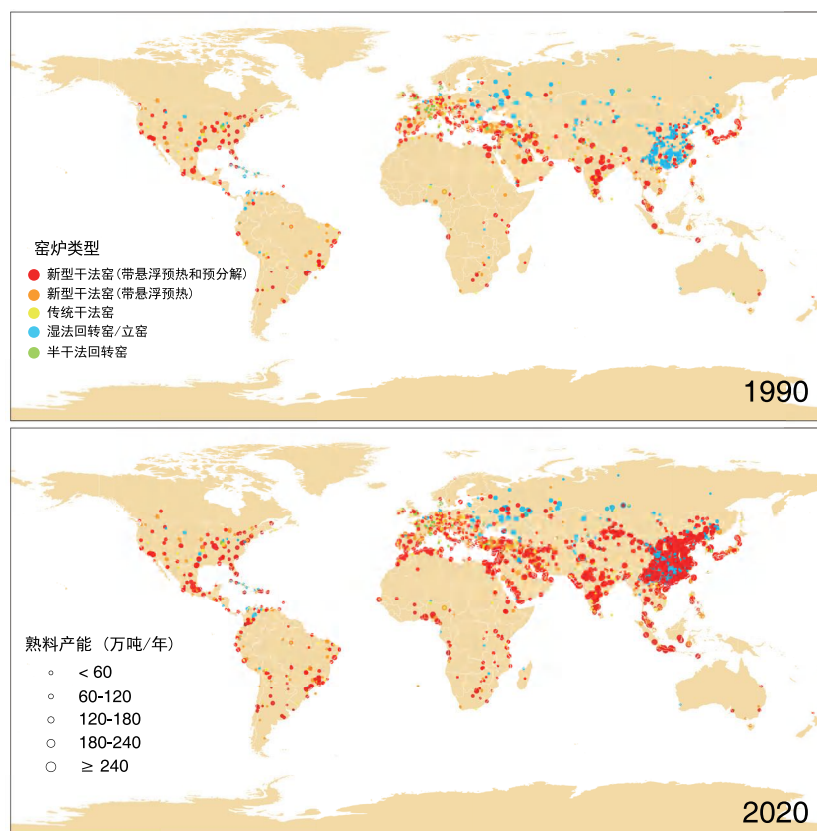 窑炉类型
新型干法窑(带悬浮预热和预分解)
新型干法窑(带悬浮预热)
传统干法窑
湿法回转窑/立窑
半干法回转窑
1990
熟料产能 (万吨/年)
< 60
60-120
120-180
180-240
≥ 240
2020